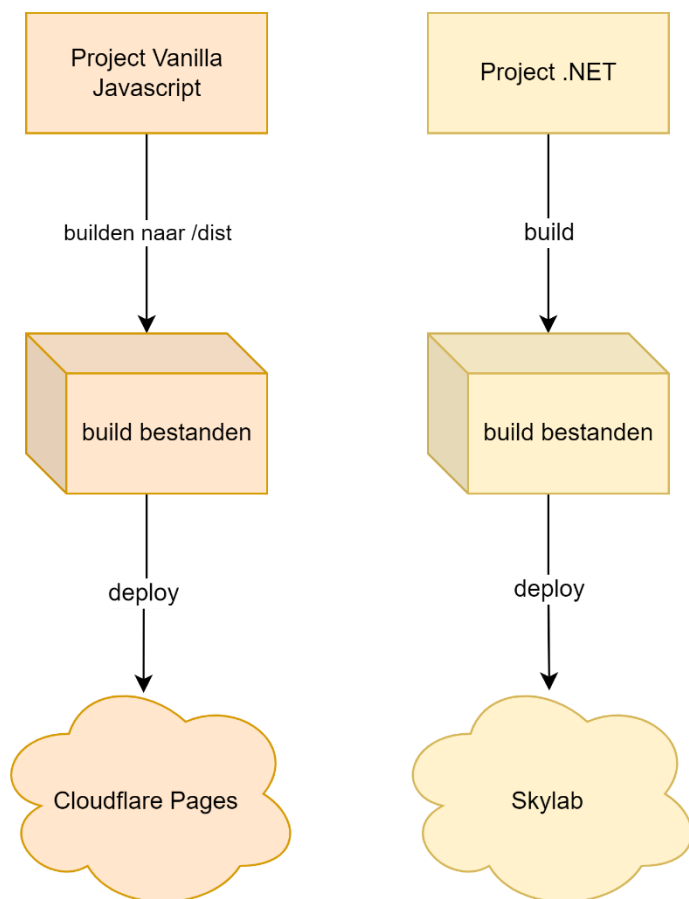 Project Vanilla
Javascript
builden naar /dist
build bestanden
deploy
Cloudflare Pages
Project .NET
build
build bestanden
deploy
Skylab